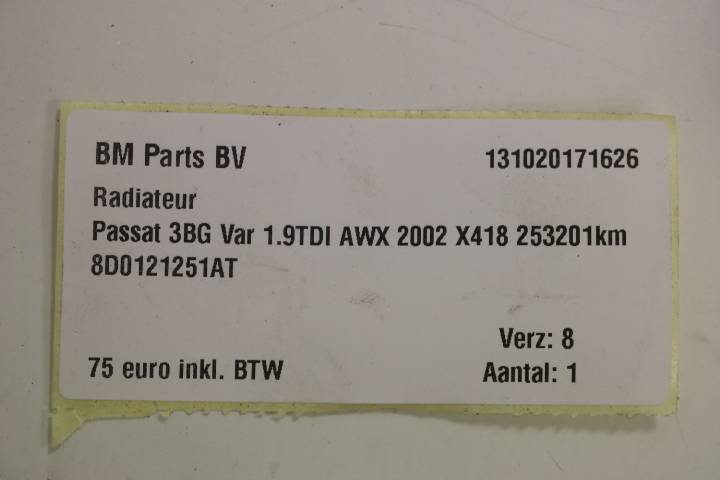 BM Parts BV 131020171626
Radiateur
Passat 3BG Var 1.9TDI AWX 2002 X418 253201km
8D0121251AT
Verz: 8
75 euro inkl. BTW Aantal: 1